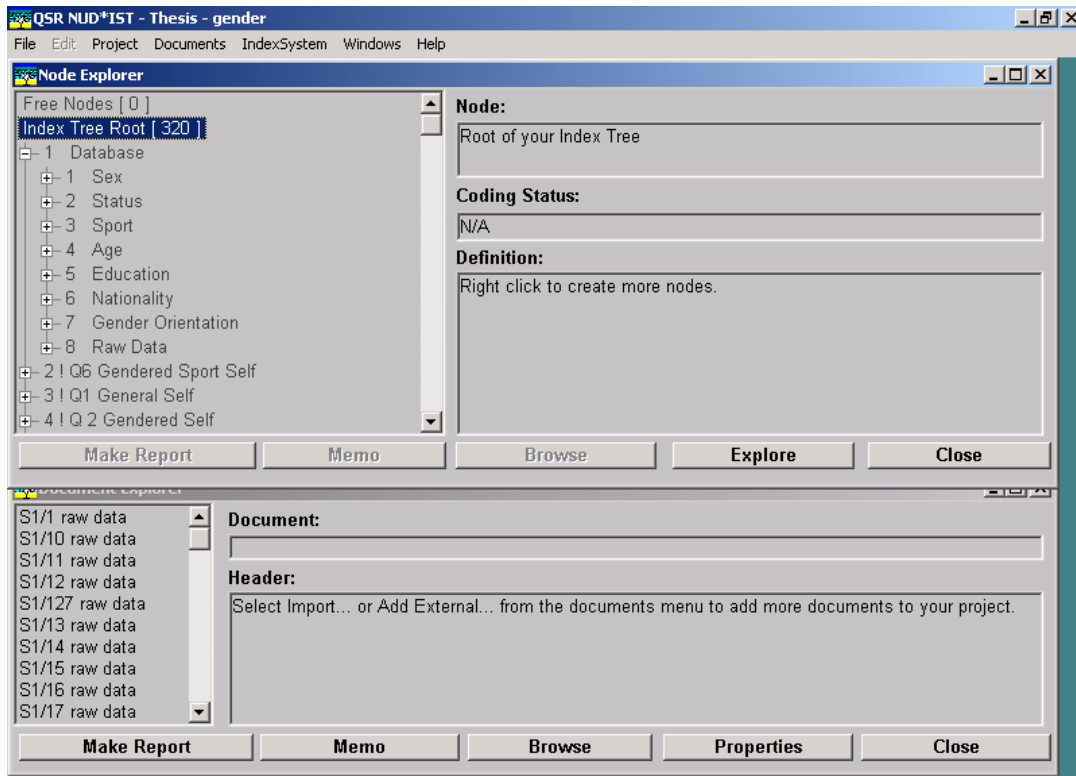 QSR NUD*IST - Thesis - gender
File Edit Project Documents IndexSystem Windows Help
Node Explorer
Free Nodes [ 0 ]
Index Tree Root [ 320 ]
1 Database
1 Sex
2 Status
3 Sport
4 Age
5 Education
6 Nationality
7 Gender Orientation
8 Raw Data
2 ! Q6 Gendered Sport Self
3 ! Q1 General Self
4 ! Q 2 Gendered Self
Node:
Root of your Index Tree
Coding Status:
N/A
Definition:
Right click to create more nodes.
Make Report Memo Browse Explore Close
Document Explorer
S1/1 raw data
S1/10 raw data
S1/11 raw data
S1/12 raw data
S1/127 raw data
S1/13 raw data
S1/14 raw data
S1/15 raw data
S1/16 raw data
S1/17 raw data
Document:
Header:
Select Import... or Add External... from the documents menu to add more documents to your project.
Make Report Memo Browse Properties Close